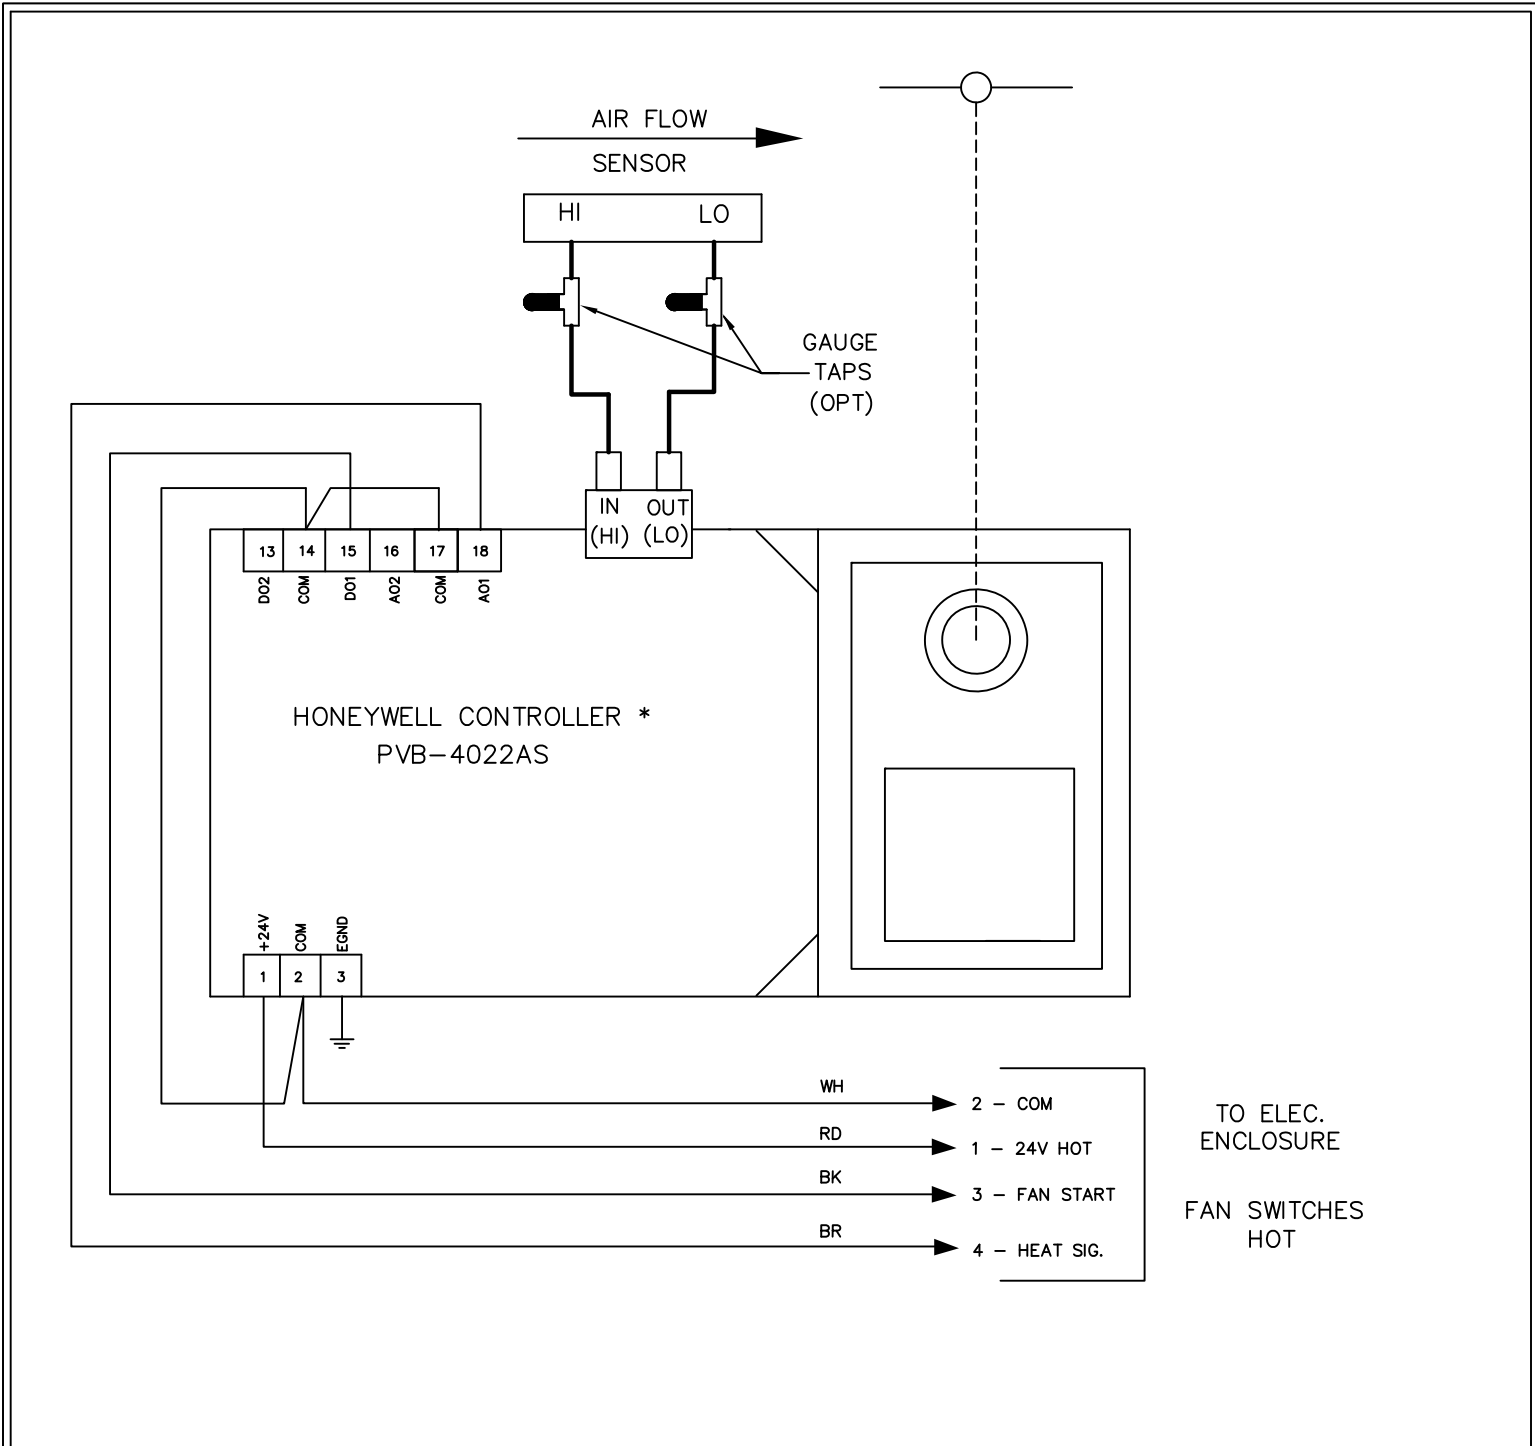 AIR FLOW
SENSOR
HI LO
GAUGE
TAPS
(OPT)
IN OUT
(HI) (LO)
13 14 15 16 17 18
DO2 COM DO1 AO2 COM AO1
HONEYWELL CONTROLLER *
PVB-4022AS
+24V COM EGND
1 2 3
WH
2 - COM
RD
1 - 24V HOT
BK
3 - FAN START
BR
4 - HEAT SIG.
TO ELEC.
ENCLOSURE
FAN SWITCHES
HOT